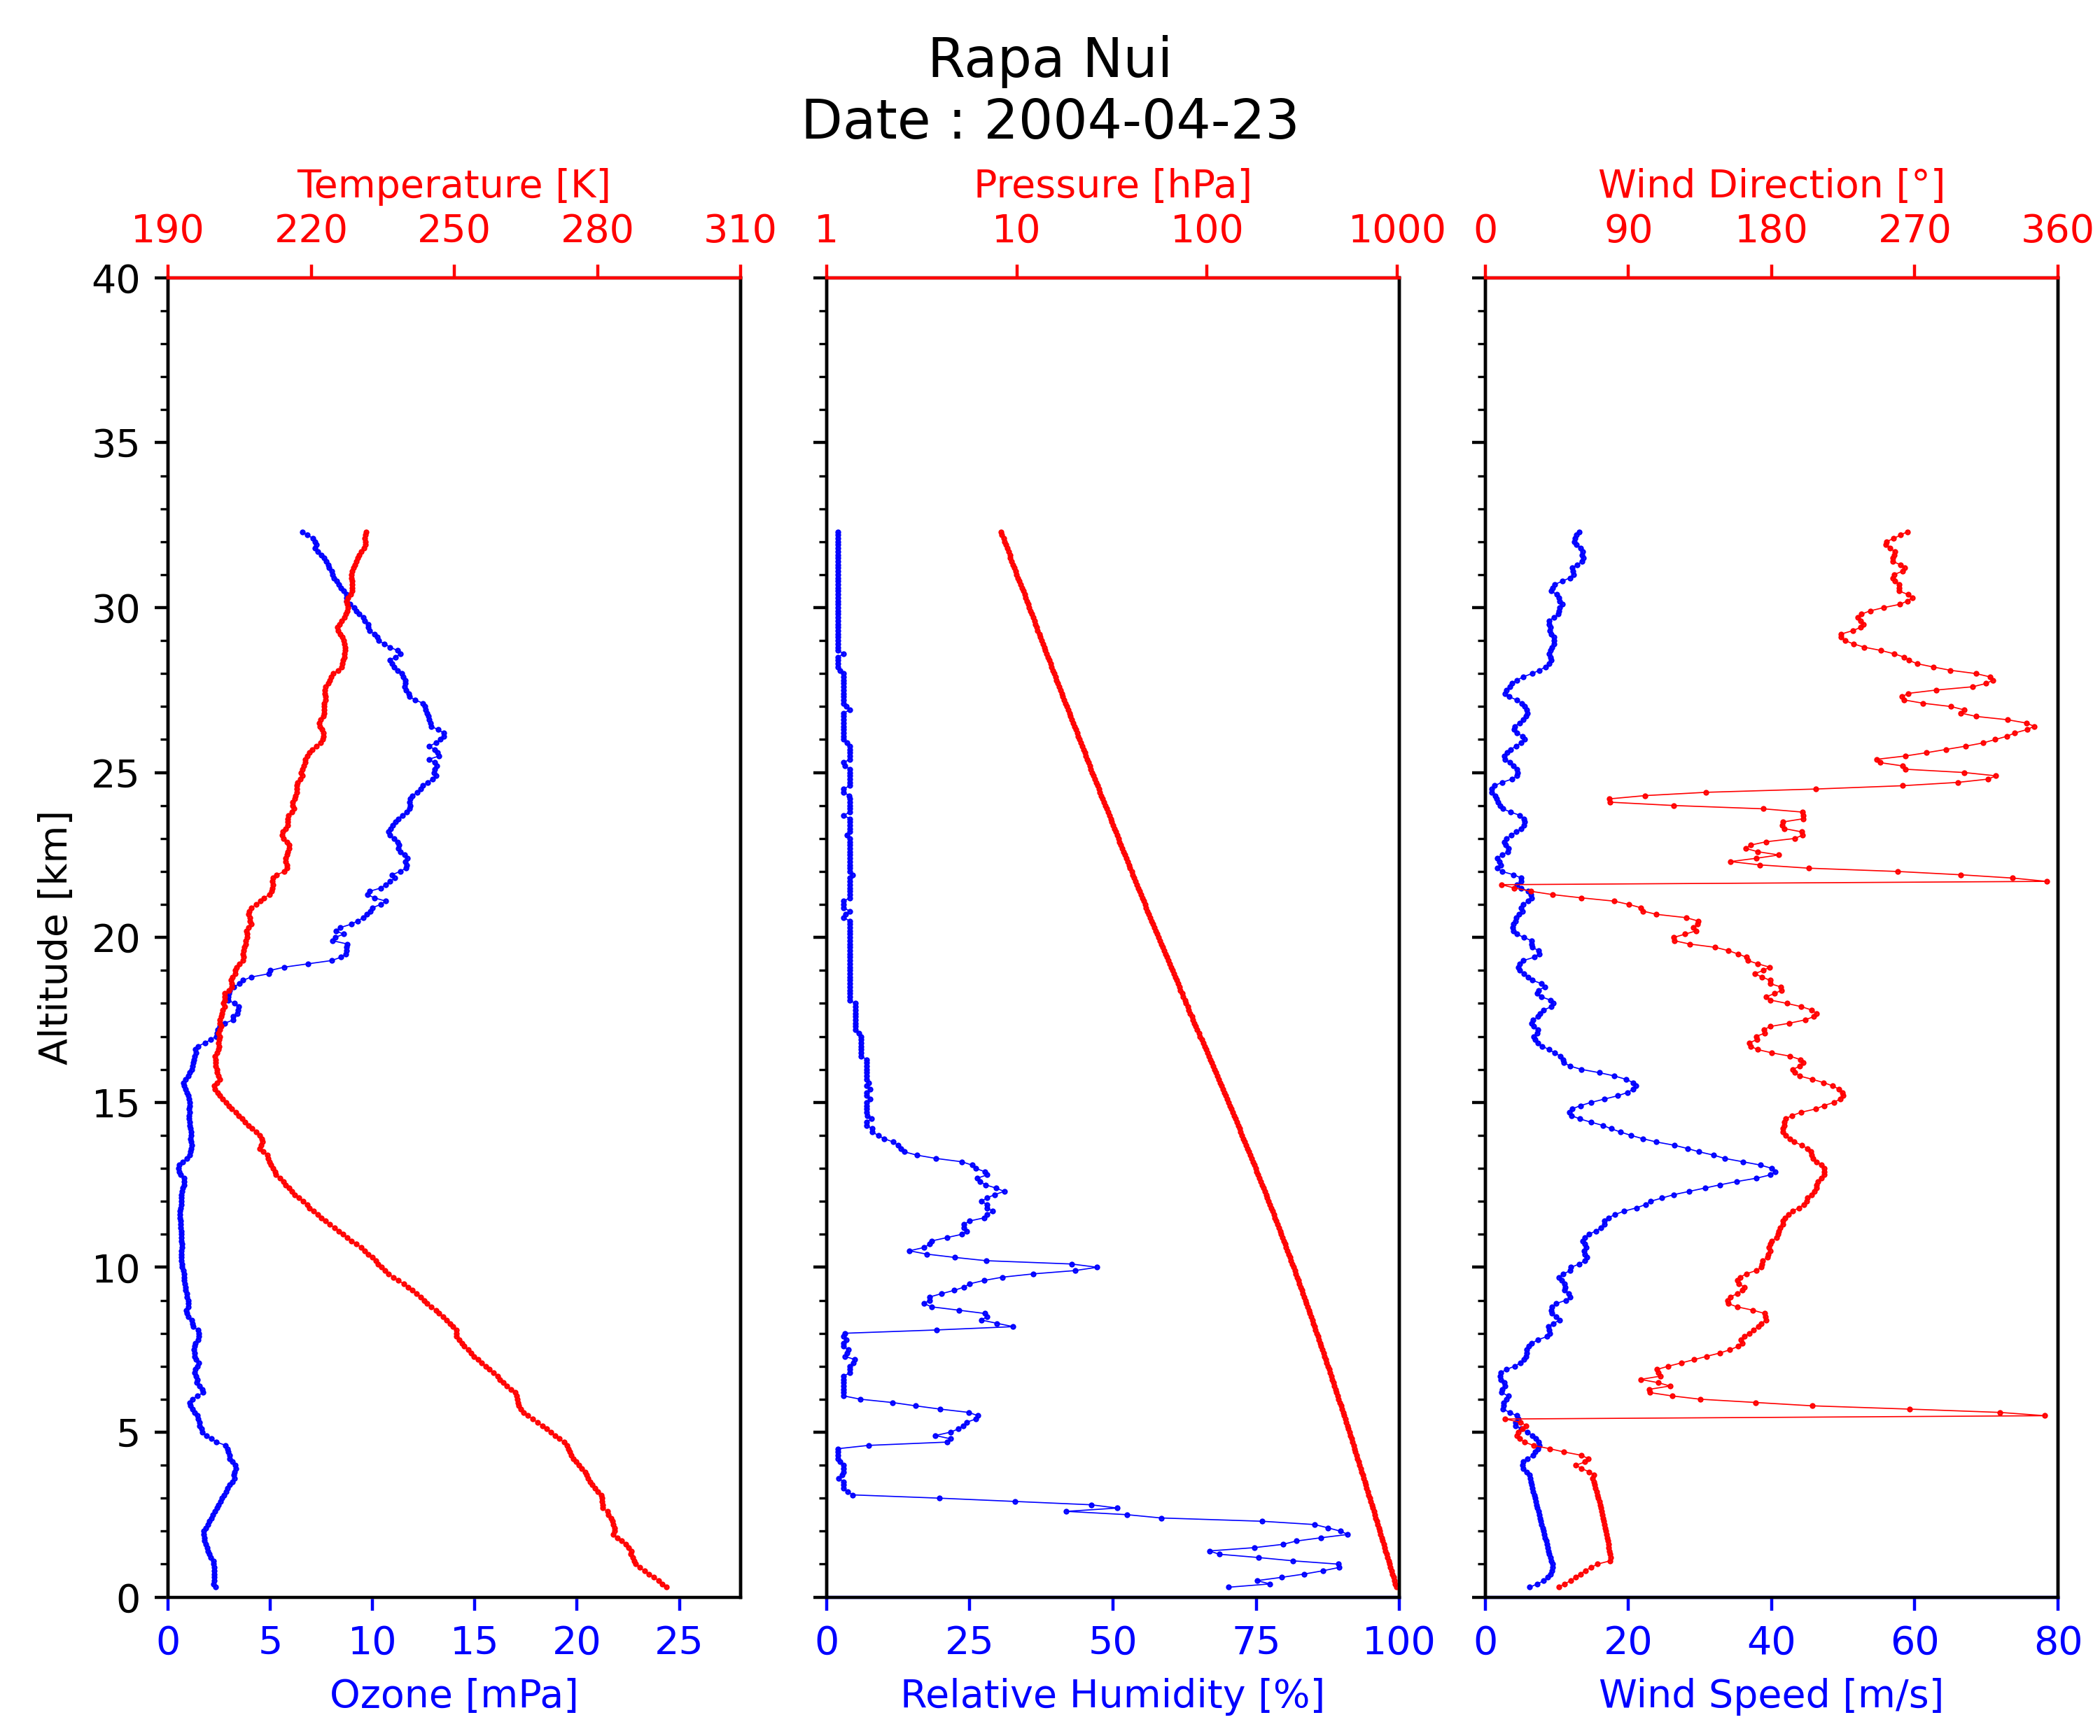 Rapa Nui
Date : 2004-04-23
Temperature [K]
190 220 250 280 310
Pressure [hPa]
1 10 100 1000
Wind Direction [°]
0 90 180 270 360
Altitude [km]
40
35
30
25
20
15
10
5
0
0 5 10 15 20 25
Ozone [mPa]
0 25 50 75 100
Relative Humidity [%]
0 20 40 60 80
Wind Speed [m/s]